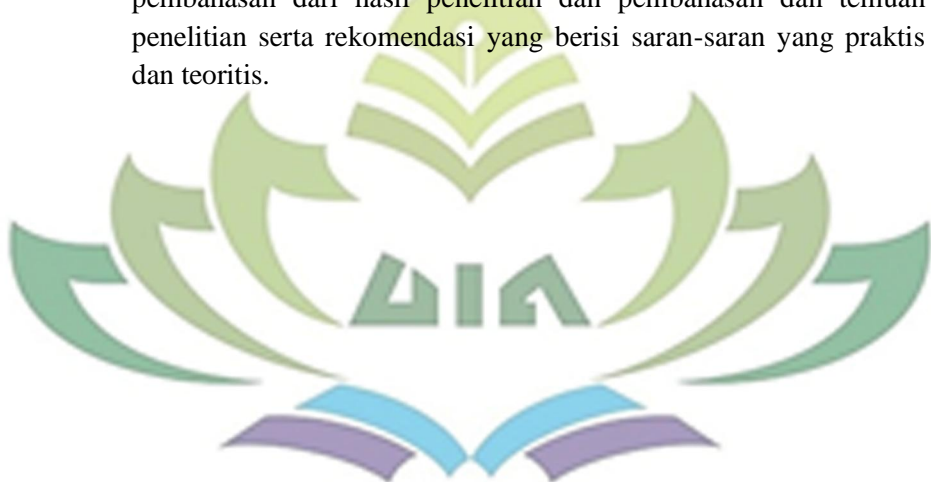 pembahasan dari hasil penelitian dan pembahasan dan temuan
penelitian serta rekomendasi yang berisi saran-saran yang praktis
dan teoritis.
UIN